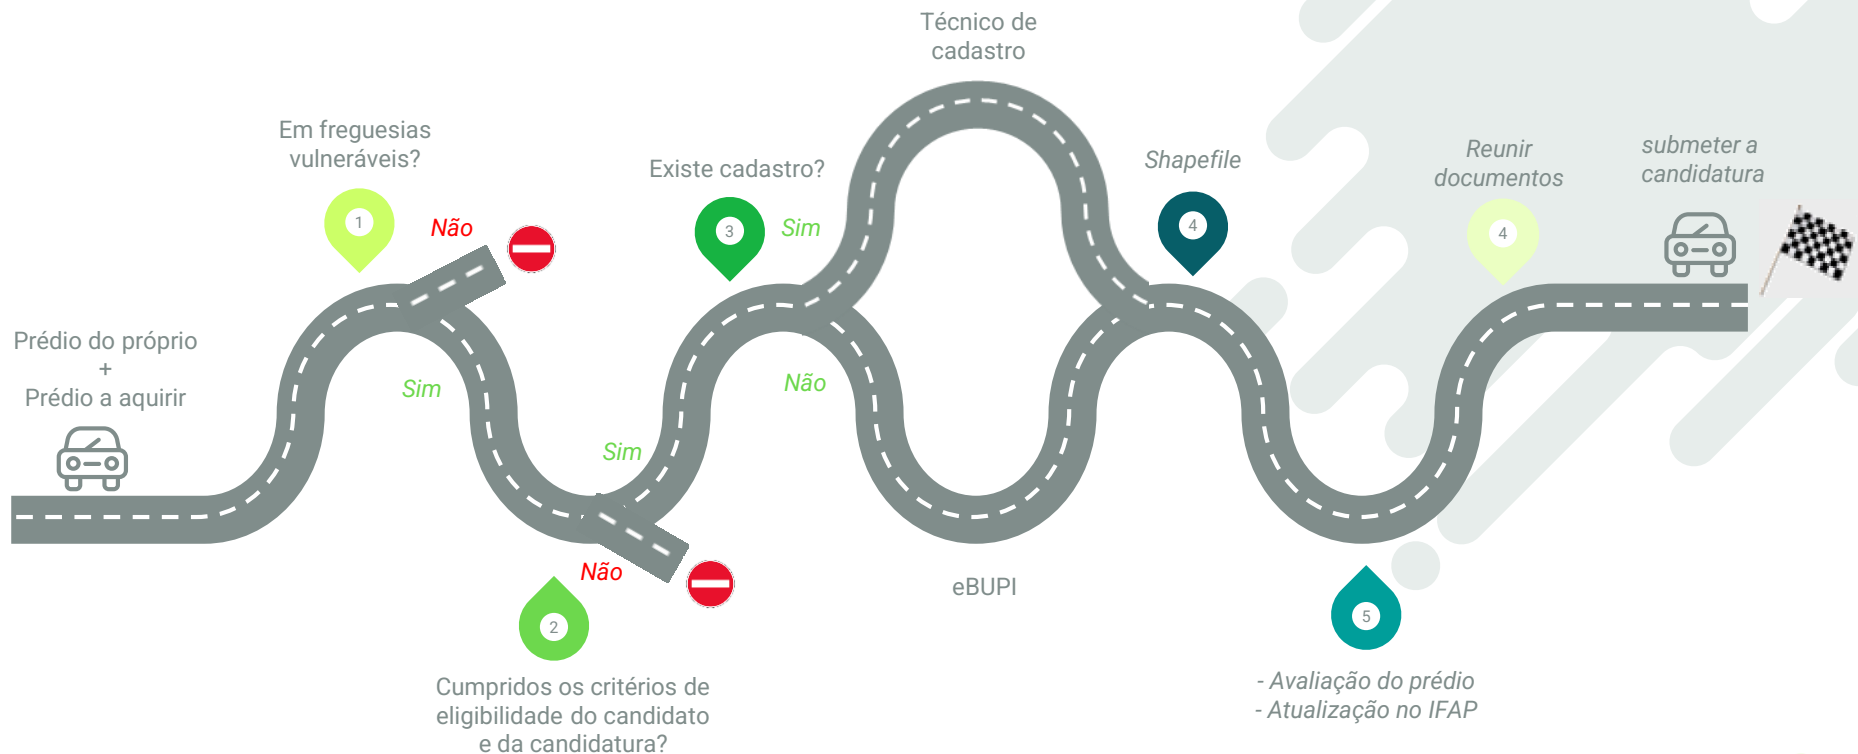 Prédio do próprio
+
Prédio a aquirir
Em freguesias
vulneráveis?
1
Não
Sim
2
Cumpridos os critérios de
eligibilidade do candidato
e da candidatura?
Não
Sim
Existe cadastro?
3
Sim
Não
Técnico de
cadastro
eBUPI
Shapefile
4
5
- Avaliação do prédio
- Atualização no IFAP
Reunir
documentos
4
submeter a
candidatura